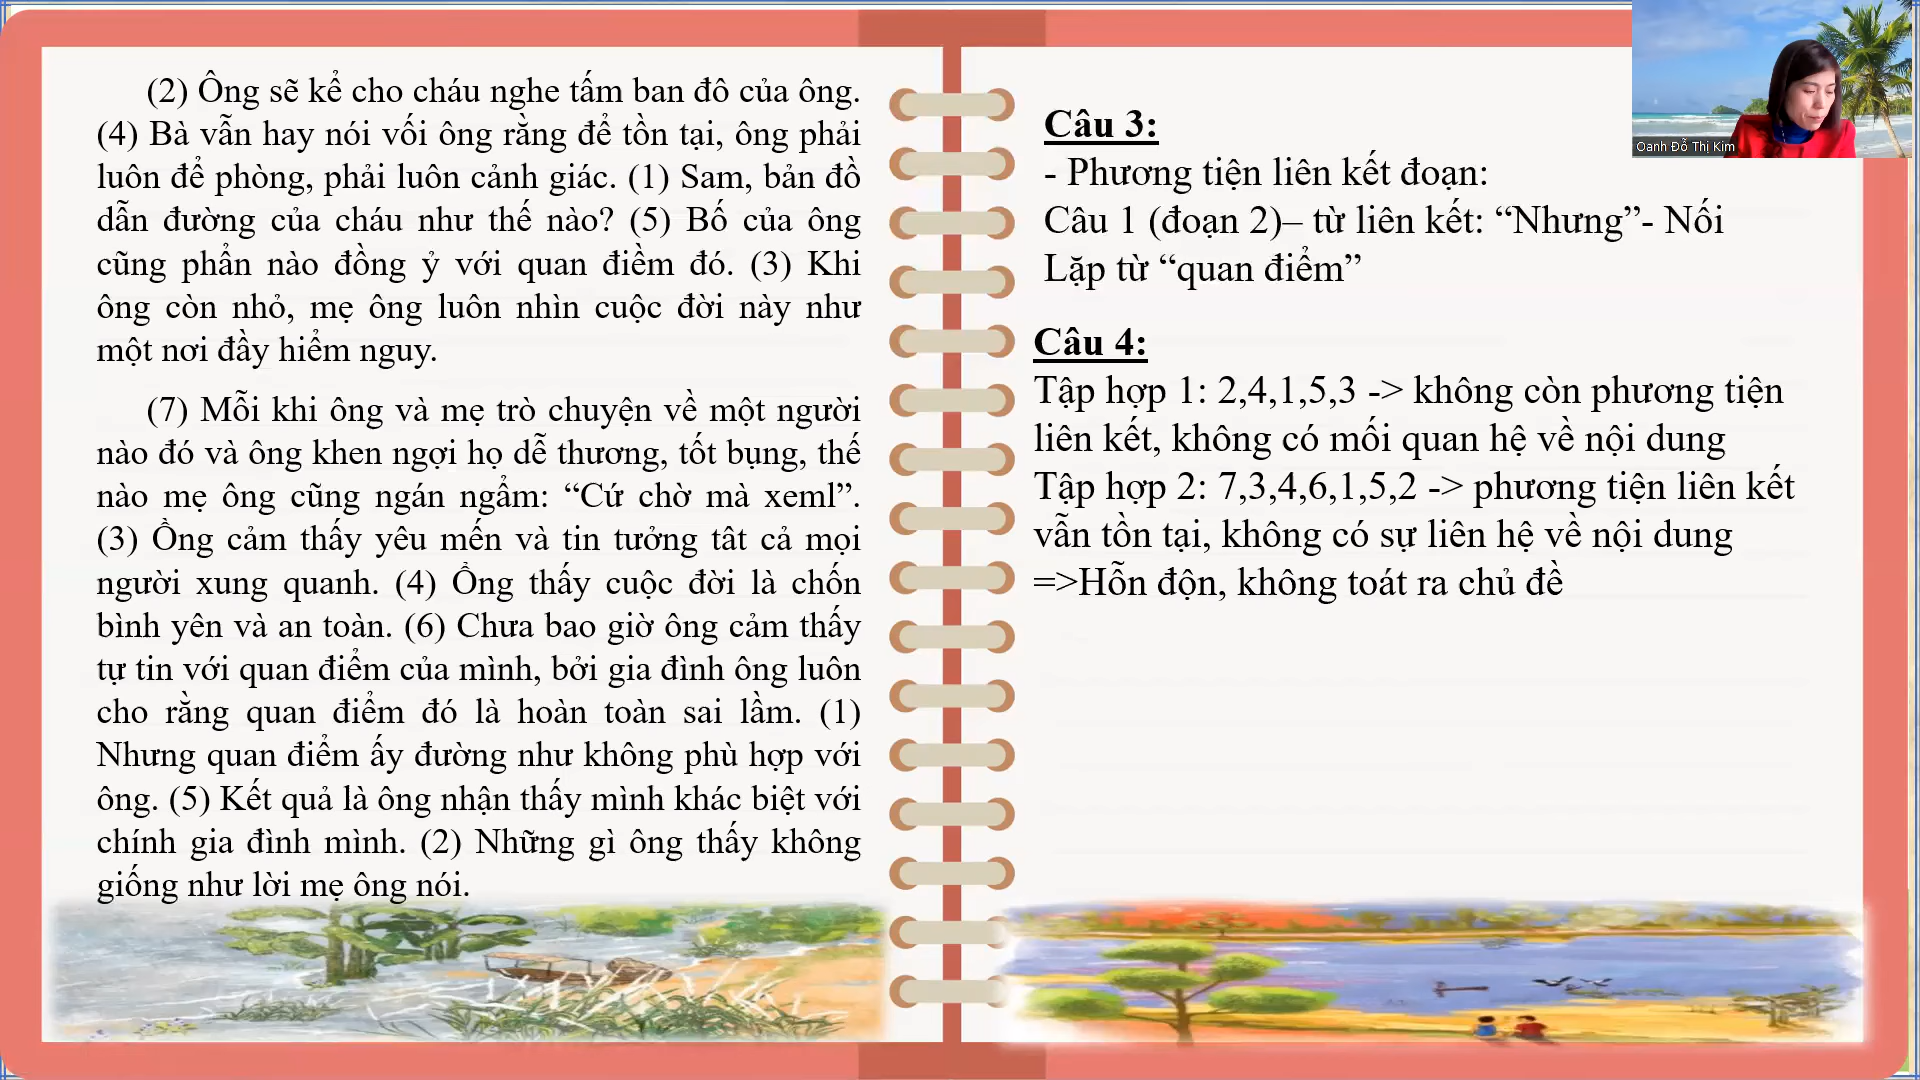 (2) Ông sẽ kể cho cháu nghe tấm ban đô của ông.
(4) Bà vẫn hay nói vối ông rằng để tồn tại, ông phải
luôn để phòng, phải luôn cảnh giác. (1) Sam, bản đồ
dẫn đường của cháu như thế nào? (5) Bố của ông
cũng phần nào đồng ỷ với quan điềm đó. (3) Khi
ông còn nhỏ, mẹ ông luôn nhìn cuộc đời này như
một nơi đầy hiểm nguy.
(7) Mỗi khi ông và mẹ trò chuyện về một người
nào đó và ông khen ngợi họ dễ thương, tốt bụng, thế
nào mẹ ông cũng ngán ngẩm: “Cứ chờ mà xeml”.
(3) Ồng cảm thấy yêu mến và tin tưởng tât cả mọi
người xung quanh. (4) Ổng thấy cuộc đời là chốn
bình yên và an toàn. (6) Chưa bao giờ ông cảm thấy
tự tin với quan điểm của mình, bởi gia đình ông luôn
cho rằng quan điểm đó là hoàn toàn sai lầm. (1)
Nhưng quan điểm ấy đường như không phù hợp với
ông. (5) Kết quả là ông nhận thấy mình khác biệt với
chính gia đình mình. (2) Những gì ông thấy không
giống như lời mẹ ông nói.
Câu 3:
- Phương tiện liên kết đoạn:
Câu 1 (đoạn 2)– từ liên kết: “Nhưng”- Nối
Lặp từ “quan điểm”
Câu 4:
Tập hợp 1: 2,4,1,5,3 -> không còn phương tiện
liên kết, không có mối quan hệ về nội dung
Tập hợp 2: 7,3,4,6,1,5,2 -> phương tiện liên kết
vẫn tồn tại, không có sự liên hệ về nội dung
=>Hỗn độn, không toát ra chủ đề
Oanh Đỗ Thị Kim